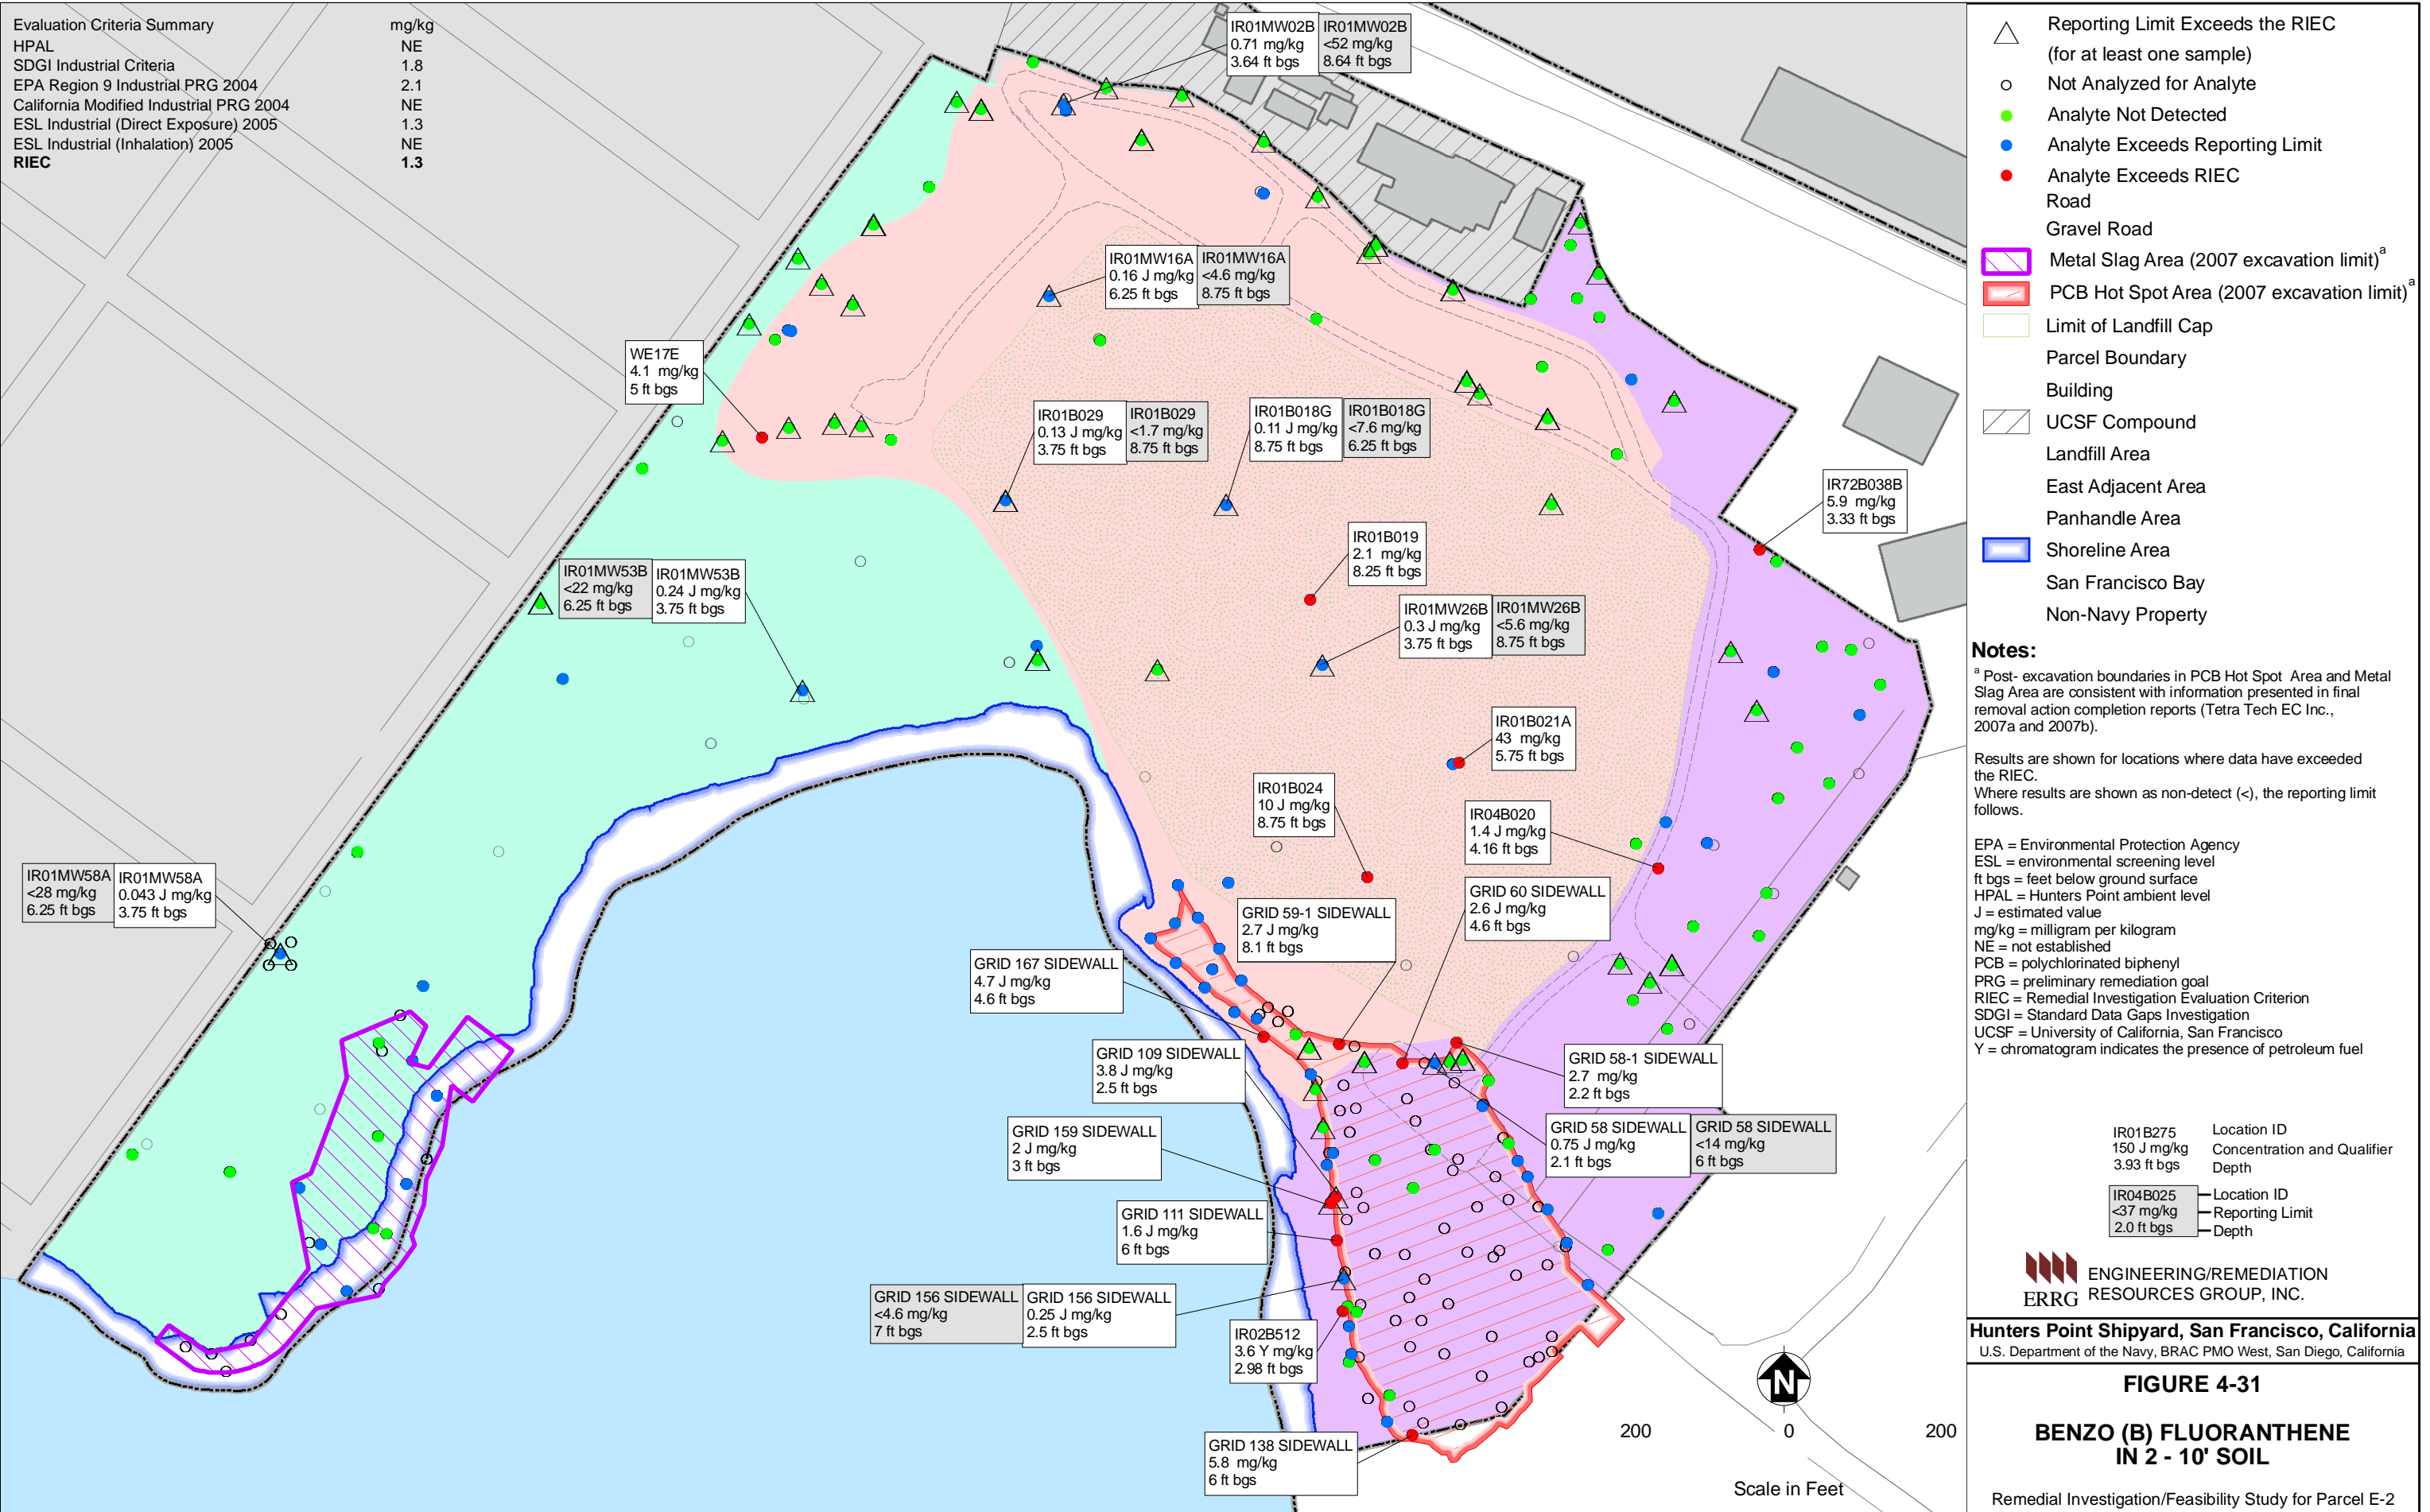 Evaluation Criteria Summary mg/kg
HPAL NE
SDGI Industrial Criteria 1.8
EPA Region 9 Industrial PRG 2004 2.1
California Modified Industrial PRG 2004 NE
ESL Industrial (Direct Exposure) 2005 1.3
ESL Industrial (Inhalation) 2005 NE
RIEC 1.3
IR01MW02B
0.71 mg/kg
3.64 ft bgs
IR01MW02B
<52 mg/kg
8.64 ft bgs
IR01MW16A
0.16 J mg/kg
6.25 ft bgs
IR01MW16A
<4.6 mg/kg
8.75 ft bgs
WE17E
4.1 mg/kg
5 ft bgs
IR01B029
0.13 J mg/kg
3.75 ft bgs
IR01B029
<1.7 mg/kg
8.75 ft bgs
IR01B018G
0.11 J mg/kg
8.75 ft bgs
IR01B018G
<7.6 mg/kg
6.25 ft bgs
IR72B038B
5.9 mg/kg
3.33 ft bgs
IR01B019
2.1 mg/kg
8.25 ft bgs
IR01MW53B
<22 mg/kg
6.25 ft bgs
IR01MW53B
0.24 J mg/kg
3.75 ft bgs
IR01MW26B
0.3 J mg/kg
3.75 ft bgs
IR01MW26B
<5.6 mg/kg
8.75 ft bgs
IR01B021A
43 mg/kg
5.75 ft bgs
IR01B024
10 J mg/kg
8.75 ft bgs
IR04B020
1.4 J mg/kg
4.16 ft bgs
IR01MW58A
<28 mg/kg
6.25 ft bgs
IR01MW58A
0.043 J mg/kg
3.75 ft bgs
GRID 59-1 SIDEWALL
2.7 J mg/kg
8.1 ft bgs
GRID 60 SIDEWALL
2.6 J mg/kg
4.6 ft bgs
GRID 167 SIDEWALL
4.7 J mg/kg
4.6 ft bgs
GRID 109 SIDEWALL
3.8 J mg/kg
2.5 ft bgs
GRID 58-1 SIDEWALL
2.7 mg/kg
2.2 ft bgs
GRID 159 SIDEWALL
2 J mg/kg
3 ft bgs
GRID 58 SIDEWALL
0.75 J mg/kg
2.1 ft bgs
GRID 58 SIDEWALL
<14 mg/kg
6 ft bgs
GRID 111 SIDEWALL
1.6 J mg/kg
6 ft bgs
GRID 156 SIDEWALL
<4.6 mg/kg
7 ft bgs
GRID 156 SIDEWALL
0.25 J mg/kg
2.5 ft bgs
IR02B512
3.6 Y mg/kg
2.98 ft bgs
GRID 138 SIDEWALL
5.8 mg/kg
6 ft bgs
N
200 0 200
Scale in Feet
Reporting Limit Exceeds the RIEC
(for at least one sample)
Not Analyzed for Analyte
Analyte Not Detected
Analyte Exceeds Reporting Limit
Analyte Exceeds RIEC
Road
Gravel Road
Metal Slag Area (2007 excavation limit)a
PCB Hot Spot Area (2007 excavation limit)a
Limit of Landfill Cap
Parcel Boundary
Building
UCSF Compound
Landfill Area
East Adjacent Area
Panhandle Area
Shoreline Area
San Francisco Bay
Non-Navy Property
Notes:
a Post- excavation boundaries in PCB Hot Spot Area and Metal
Slag Area are consistent with information presented in final
removal action completion reports (Tetra Tech EC Inc.,
2007a and 2007b).
Results are shown for locations where data have exceeded
the RIEC.
Where results are shown as non-detect (<), the reporting limit
follows.
EPA = Environmental Protection Agency
ESL = environmental screening level
ft bgs = feet below ground surface
HPAL = Hunters Point ambient level
J = estimated value
mg/kg = milligram per kilogram
NE = not established
PCB = polychlorinated biphenyl
PRG = preliminary remediation goal
RIEC = Remedial Investigation Evaluation Criterion
SDGI = Standard Data Gaps Investigation
UCSF = University of California, San Francisco
Y = chromatogram indicates the presence of petroleum fuel
IR01B275 Location ID
150 J mg/kg Concentration and Qualifier
3.93 ft bgs Depth
IR04B025 Location ID
<37 mg/kg Reporting Limit
2.0 ft bgs Depth
ERRG
ENGINEERING/REMEDIATION
RESOURCES GROUP, INC.
Hunters Point Shipyard, San Francisco, California
U.S. Department of the Navy, BRAC PMO West, San Diego, California
FIGURE 4-31
BENZO (B) FLUORANTHENE
IN 2 - 10' SOIL
Remedial Investigation/Feasibility Study for Parcel E-2